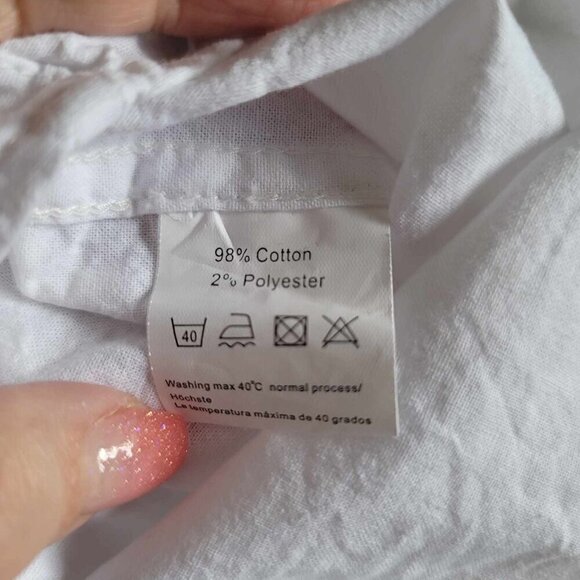 98% Cotton
2% Polyester
40
Washing max 40°C normal process/
Höchste
La temperatura máxima de 40 grados